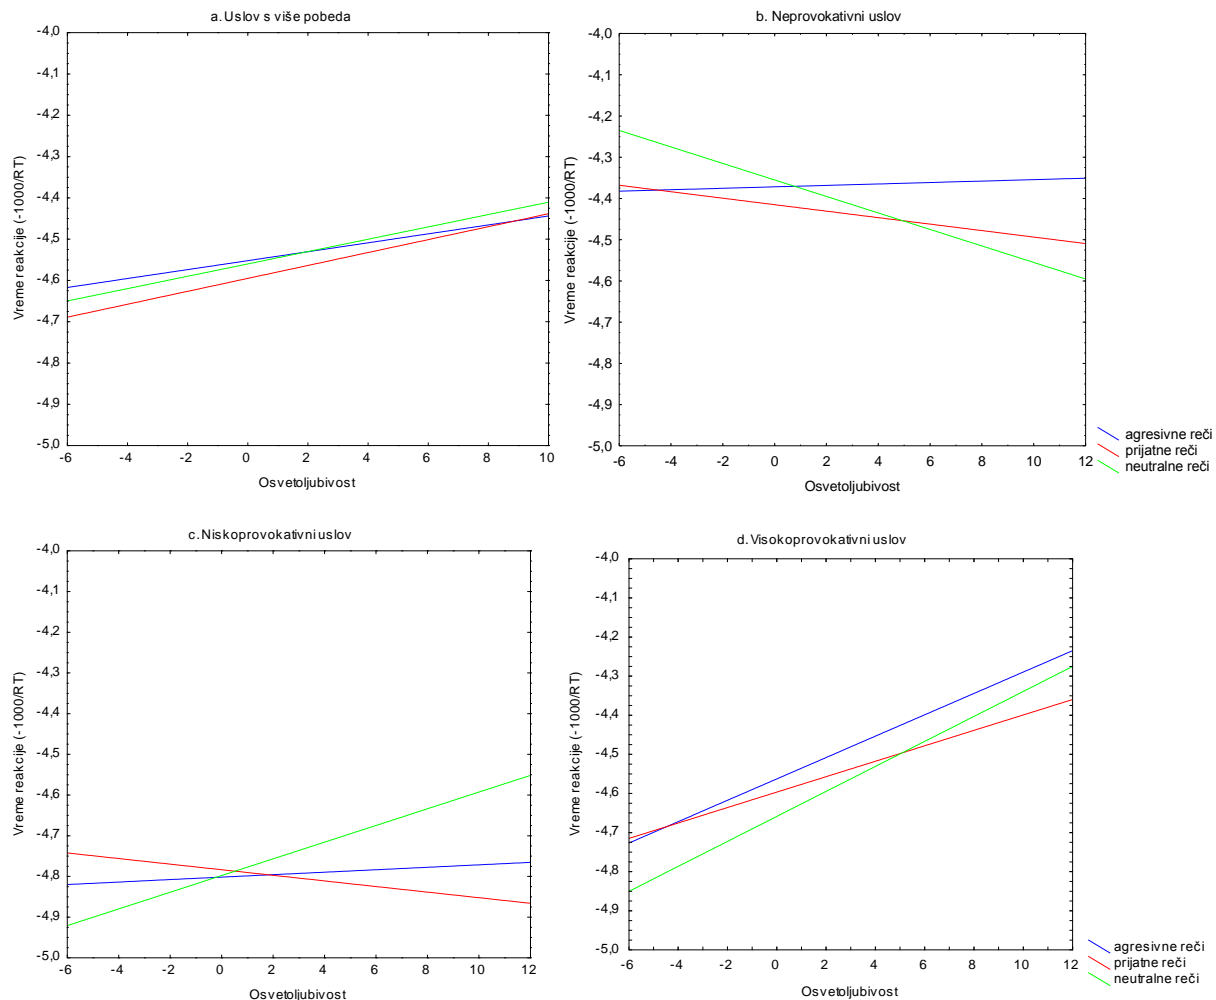 a. Uslov s više pobeda
-4,0
-4,1
-4,2
-4,3
-4,4
-4,5
-4,6
-4,7
-4,8
-4,9
-5,0
Vreme reakcije (-1000/RT)
-6 -4 -2 0 2 4 6 8 10
Osvetoljubivost
b. Neprovokativni uslov
-4,0
-4,1
-4,2
-4,3
-4,4
-4,5
-4,6
-4,7
-4,8
-4,9
-5,0
Vreme reakcije (-1000/RT)
-6 -4 -2 0 2 4 6 8 10 12
Osvetoljubivost
agresivne reči
prijatne reči
neutralne reči
c. Niskoprovokativni uslov
-4,0
-4,1
-4,2
-4,3
-4,4
-4,5
-4,6
-4,7
-4,8
-4,9
-5,0
Vreme reakcije (-1000/RT)
-6 -4 -2 0 2 4 6 8 10 12
Osvetoljubivost
d. Visokoprovokativni uslov
-4,0
-4,1
-4,2
-4,3
-4,4
-4,5
-4,6
-4,7
-4,8
-4,9
-5,0
Vreme reakcije (-1000/RT)
-6 -4 -2 0 2 4 6 8 10 12
Osvetoljubivost
agresivne reči
prijatne reči
neutralne reči